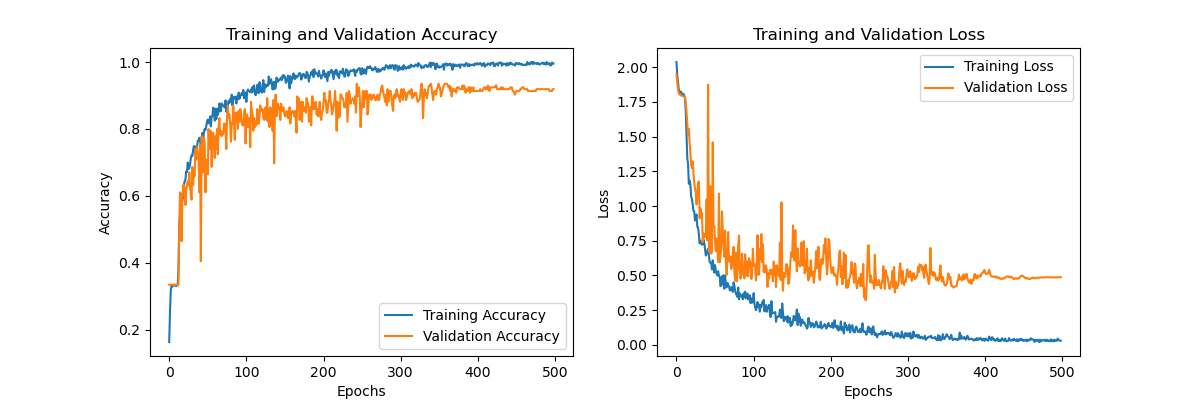 Training and Validation Accuracy
1.0
0.8
0.6
0.4
0.2
Accuracy
0
100
200
300
400
500
Epochs
Training Accuracy
Validation Accuracy
Training and Validation Loss
2.00
1.75
1.50
1.25
1.00
0.75
0.50
0.25
0.00
Loss
0
100
200
300
400
500
Epochs
Training Loss
Validation Loss